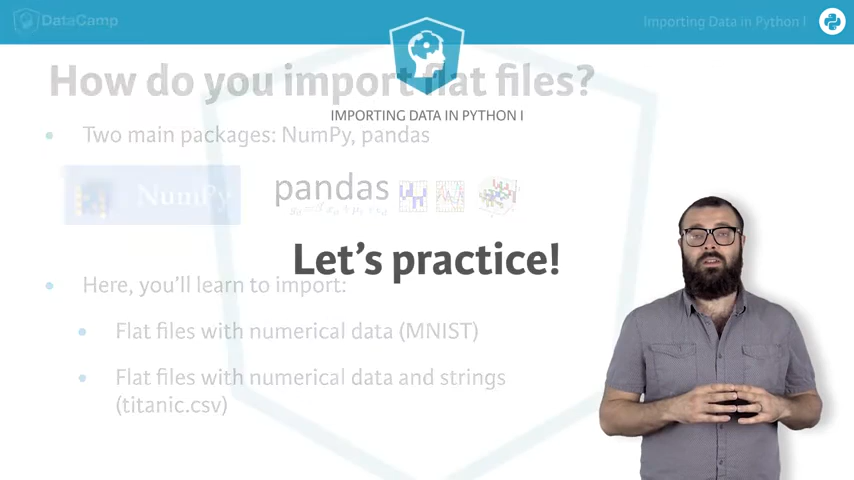 DataCamp
Importing Data in Python I
How do you import flat files?
IMPORTING DATA IN PYTHON I
Two main packages: NumPy, pandas
NumPy
pandas
Let's practice!
Here, you'll learn to import:
Flat files with numerical data (MNIST)
Flat files with numerical data and strings
(titanic.csv)